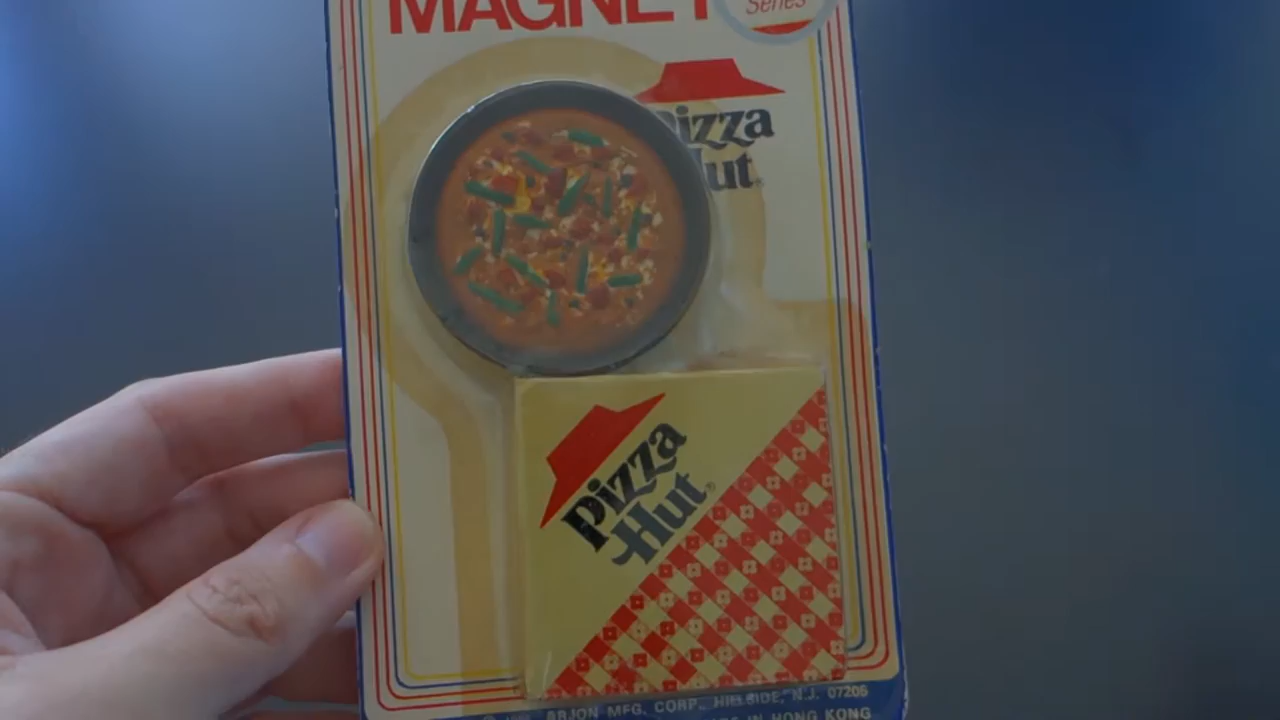 MAGNET
Series
Pizza
Hut
Pizza
Hut®
ARJON MFG. CORP., HILLSIDE, N.J. 07205
IN HONG KONG